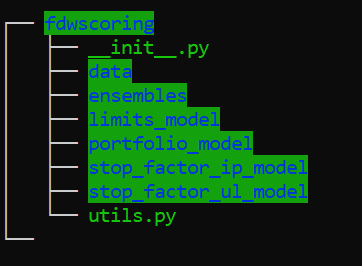 fdwscoring
__init__.py
data
ensembles
limits_model
portfolio_model
stop_factor_ip_model
stop_factor_ul_model
utils.py